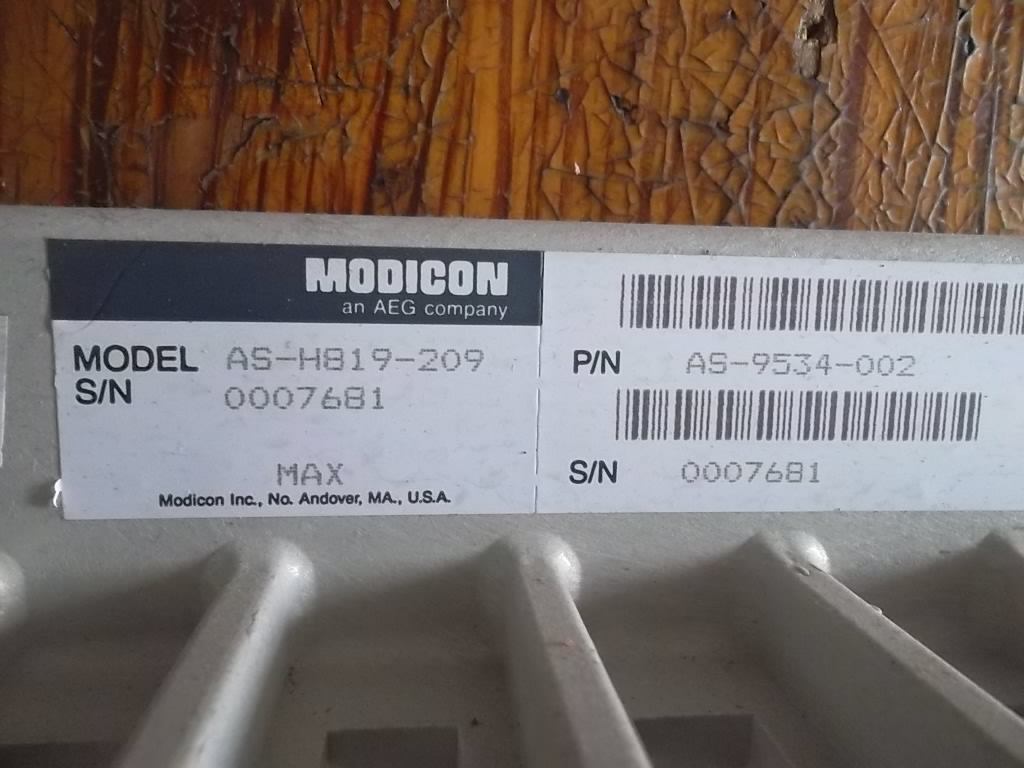 MODICON
an AEG company
MODEL AS-H819-209
S/N 0007681
MAX
Modicon Inc., No. Andover, MA., U.S.A.
P/N AS-9534-002
S/N 0007681